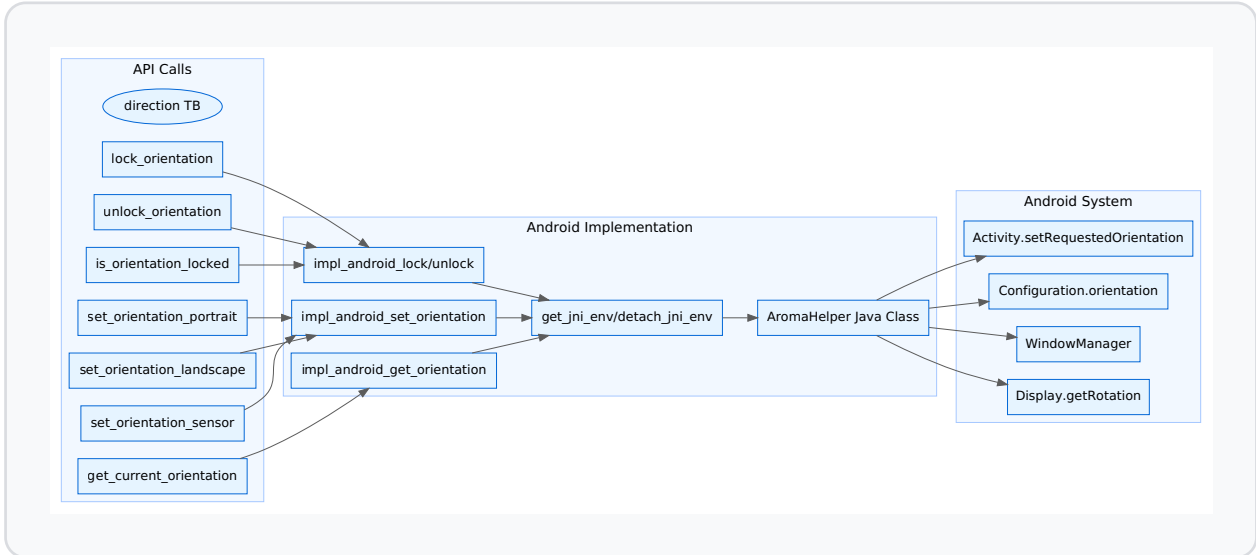 API Calls
direction TB
lock_orientation
unlock_orientation
is_orientation_locked
set_orientation_portrait
set_orientation_landscape
set_orientation_sensor
get_current_orientation
Android Implementation
impl_android_lock/unlock
impl_android_set_orientation
impl_android_get_orientation
get_jni_env/detach_jni_env
AromaHelper Java Class
Android System
Activity.setRequestedOrientation
Configuration.orientation
WindowManager
Display.getRotation